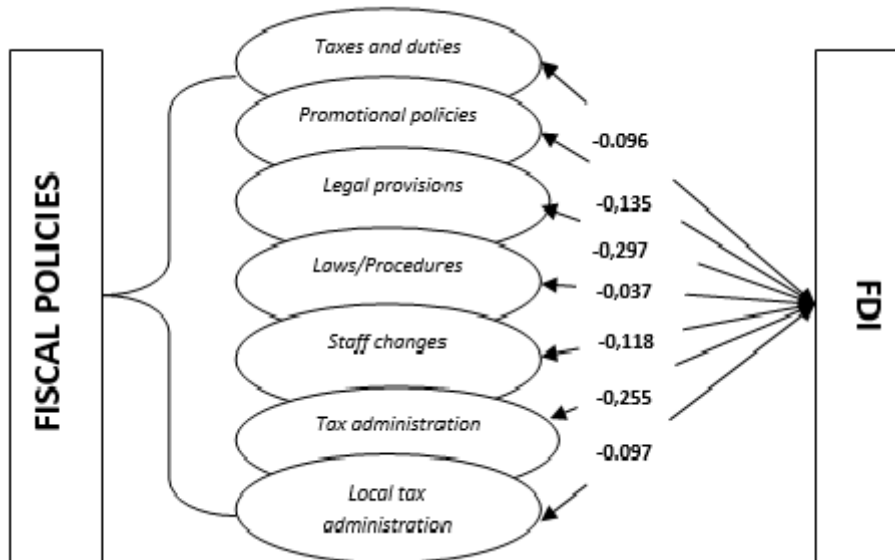 FISCAL POLICIES
Taxes and duties
Promotional policies
Legal provisions
Laws/Procedures
Staff changes
Tax administration
Local tax
administration
-0.096
-0,135
-0,297
-0,037
-0,118
-0,255
-0.097
FDI